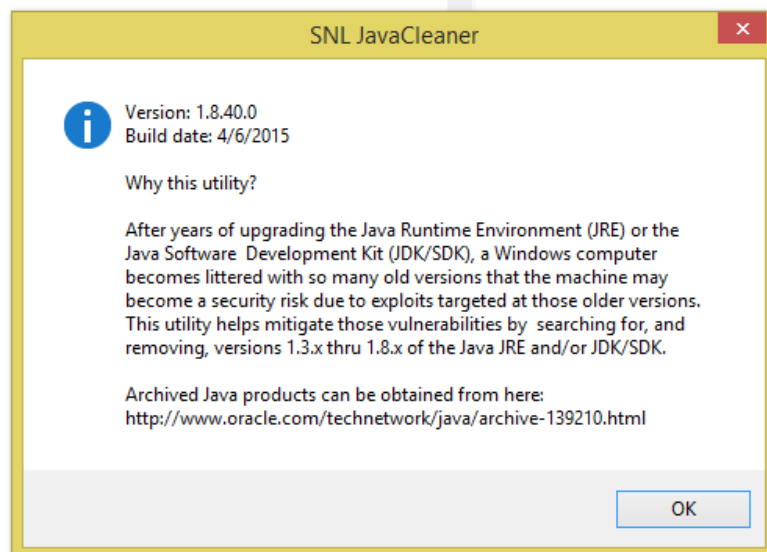 SNL JavaCleaner
Version: 1.8.40.0
Build date: 4/6/2015
Why this utility?
After years of upgrading the Java Runtime Environment (JRE) or the
Java Software  Development Kit (JDK/SDK), a Windows computer
becomes littered with so many old versions that the machine may
become a security risk due to exploits targeted at those older versions.
This utility helps mitigate those vulnerabilities by  searching for, and
removing, versions 1.3.x thru 1.8.x of the Java JRE and/or JDK/SDK.
Archived Java products can be obtained from here:
http://www.oracle.com/technetwork/java/archive-139210.html
OK